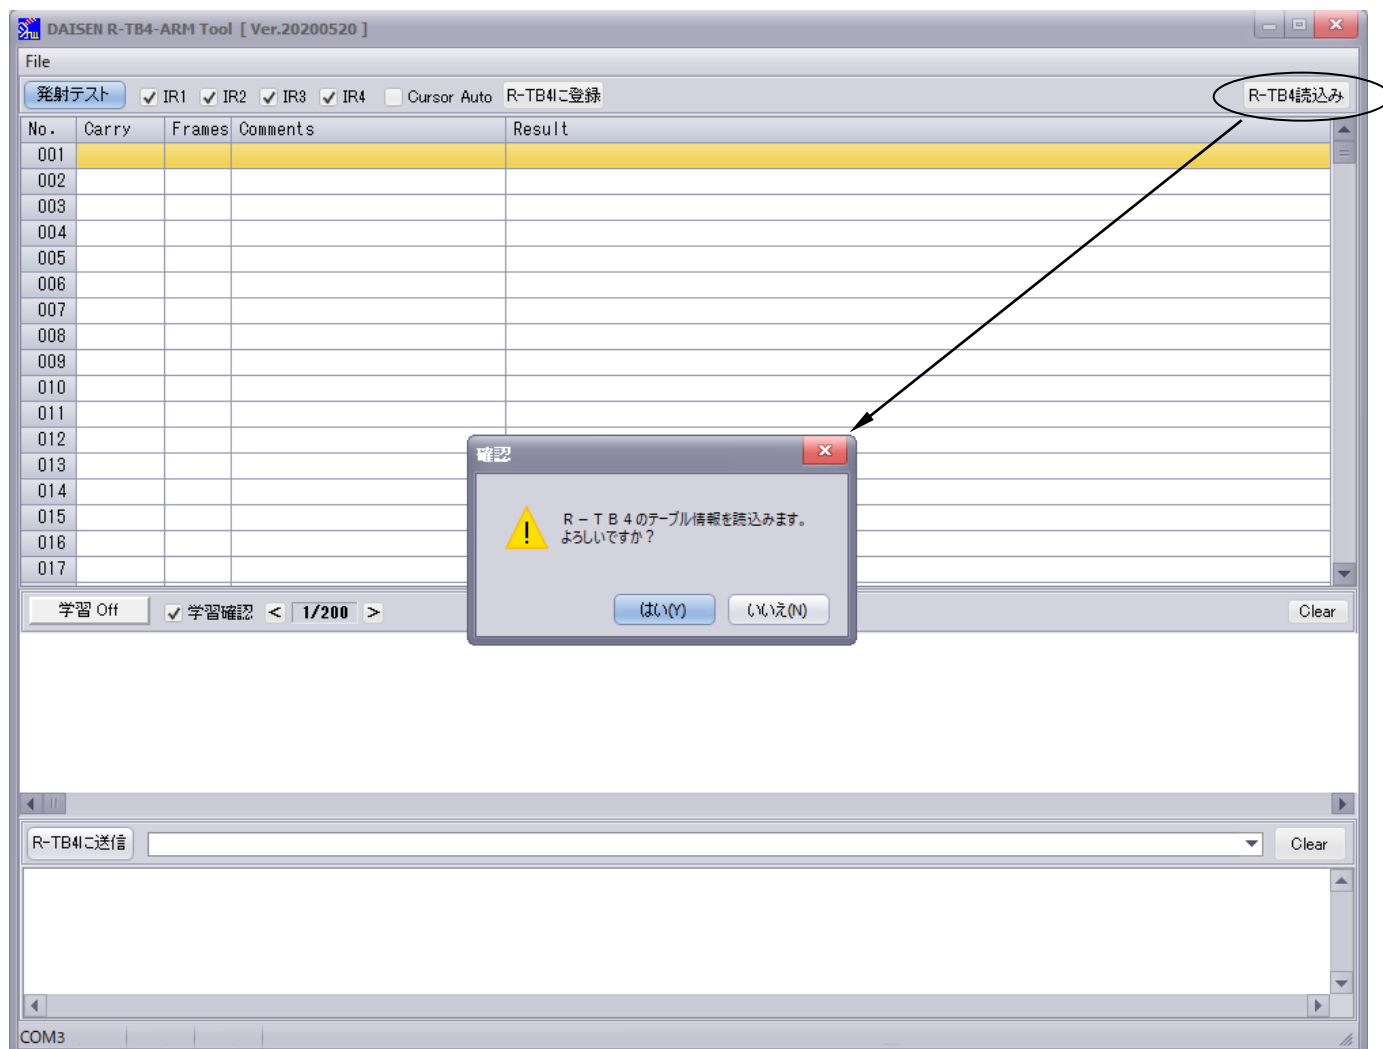 DAISEN R-TB4-ARM Tool [ Ver.20200520 ]
File
発射テスト IR1 IR2 IR3 IR4 Cursor Auto R-TB4に登録 R-TB4読込み
No. Carry Frames Comments Result
001
002
003
004
005
006
007
008
009
010
011
012
013
014
015
016
017
確認
R－TB4のテーブル情報を読込みます。
よろしいですか？
はい(Y) いいえ(N)
学習 Off 学習確認 < 1/200 > Clear
R-TB4に送信 Clear
COM3